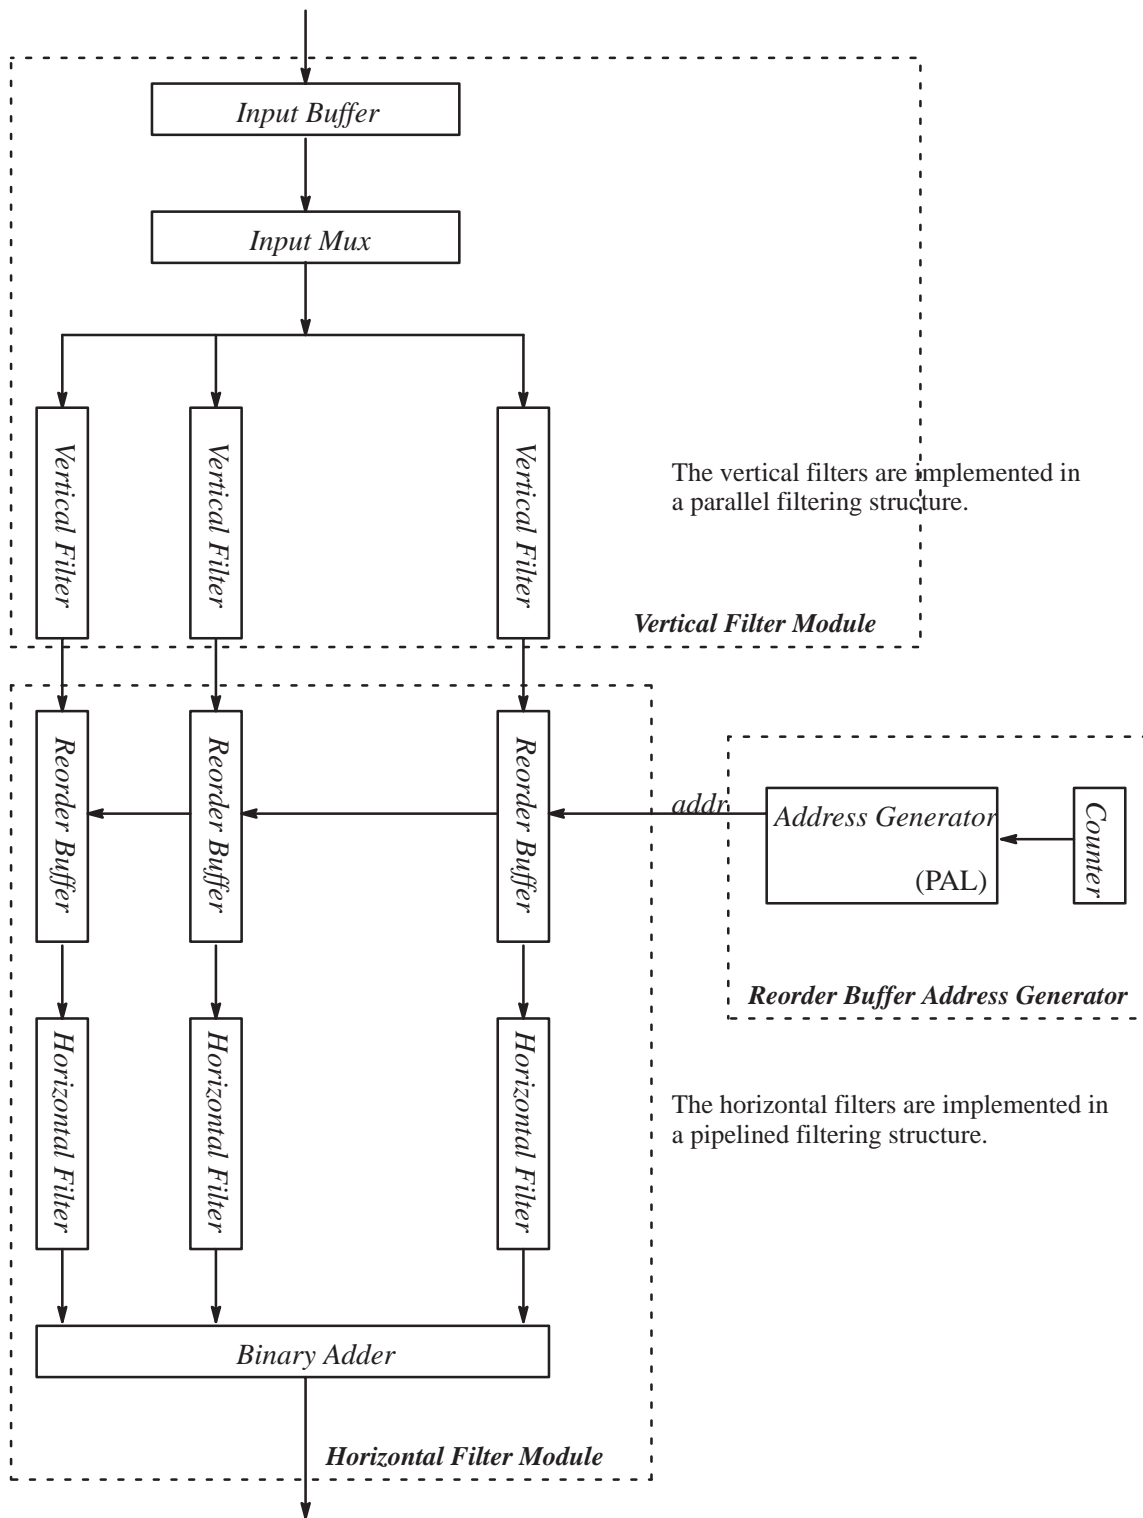 Input Buffer
Input Mux
Vertical Filter
Vertical Filter
Vertical Filter
The vertical filters are implemented in
a parallel filtering structure.
Vertical Filter Module
Reorder Buffer
Reorder Buffer
Reorder Buffer
addr
Address Generator
(PAL)
Counter
Reorder Buffer Address Generator
Horizontal Filter
Horizontal Filter
Horizontal Filter
The horizontal filters are implemented in
a pipelined filtering structure.
Binary Adder
Horizontal Filter Module